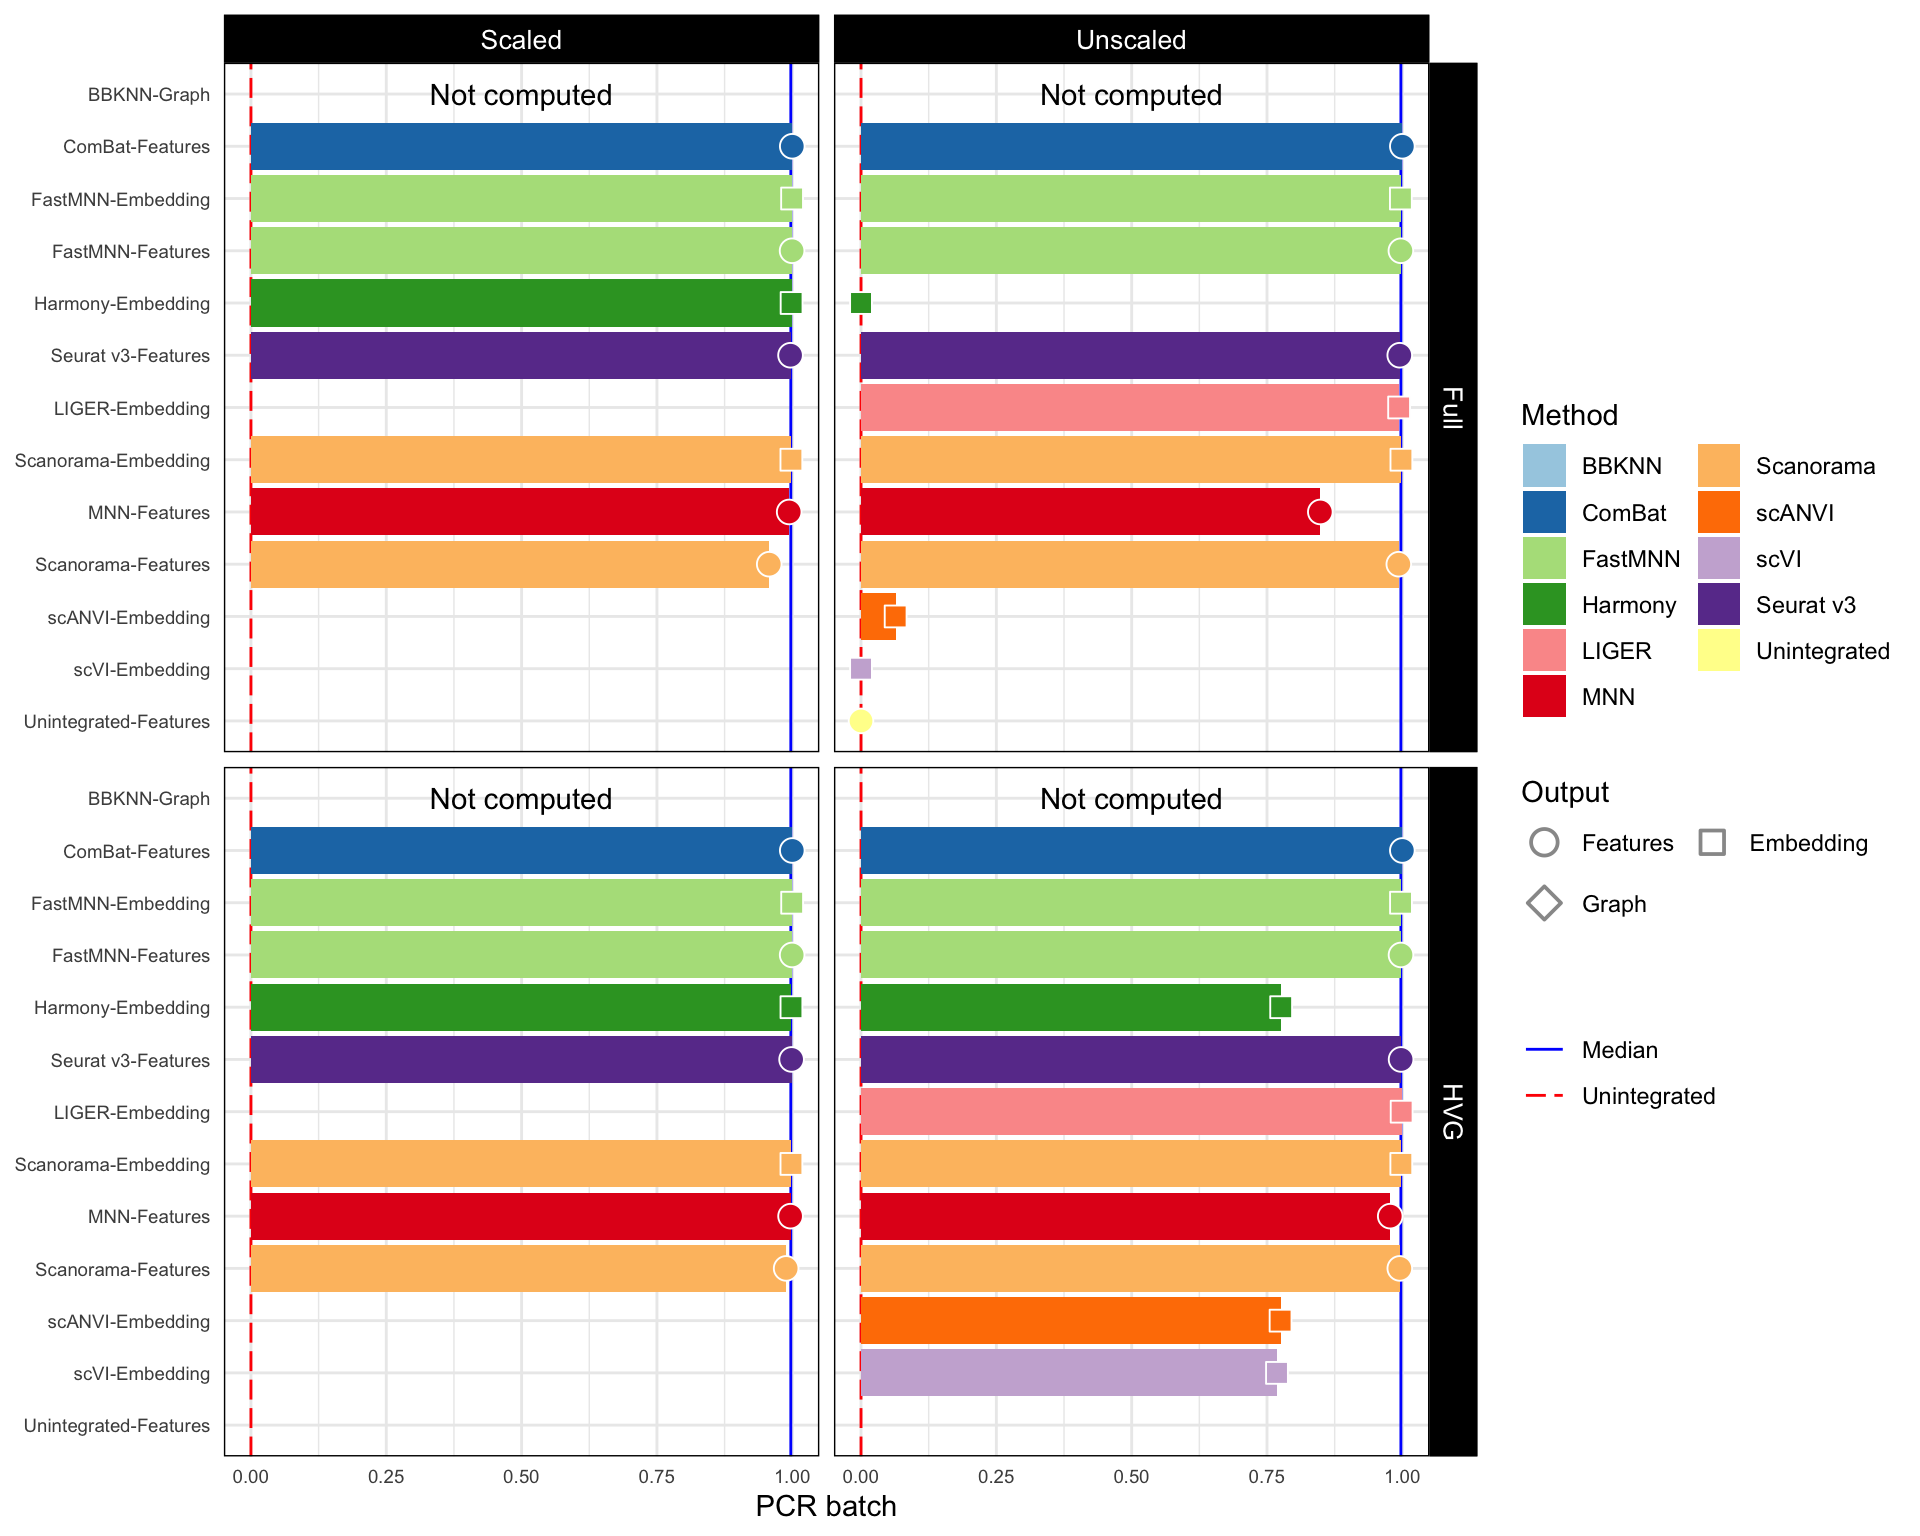 Scaled
Unscaled
BBKNN-Graph
ComBat-Features
FastMNN-Embedding
FastMNN-Features
Harmony-Embedding
Seurat v3-Features
LIGER-Embedding
Scanorama-Embedding
MNN-Features
Scanorama-Features
scANVI-Embedding
scVI-Embedding
Unintegrated-Features
Not computed
Not computed
Full
BBKNN-Graph
ComBat-Features
FastMNN-Embedding
FastMNN-Features
Harmony-Embedding
Seurat v3-Features
LIGER-Embedding
Scanorama-Embedding
MNN-Features
Scanorama-Features
scANVI-Embedding
scVI-Embedding
Unintegrated-Features
Not computed
Not computed
HVG
0.00 0.25 0.50 0.75 1.00
0.00 0.25 0.50 0.75 1.00
PCR batch
Method
BBKNN
ComBat
FastMNN
Harmony
LIGER
MNN
Scanorama
scANVI
scVI
Seurat v3
Unintegrated
Output
Features
Embedding
Graph
Median
Unintegrated